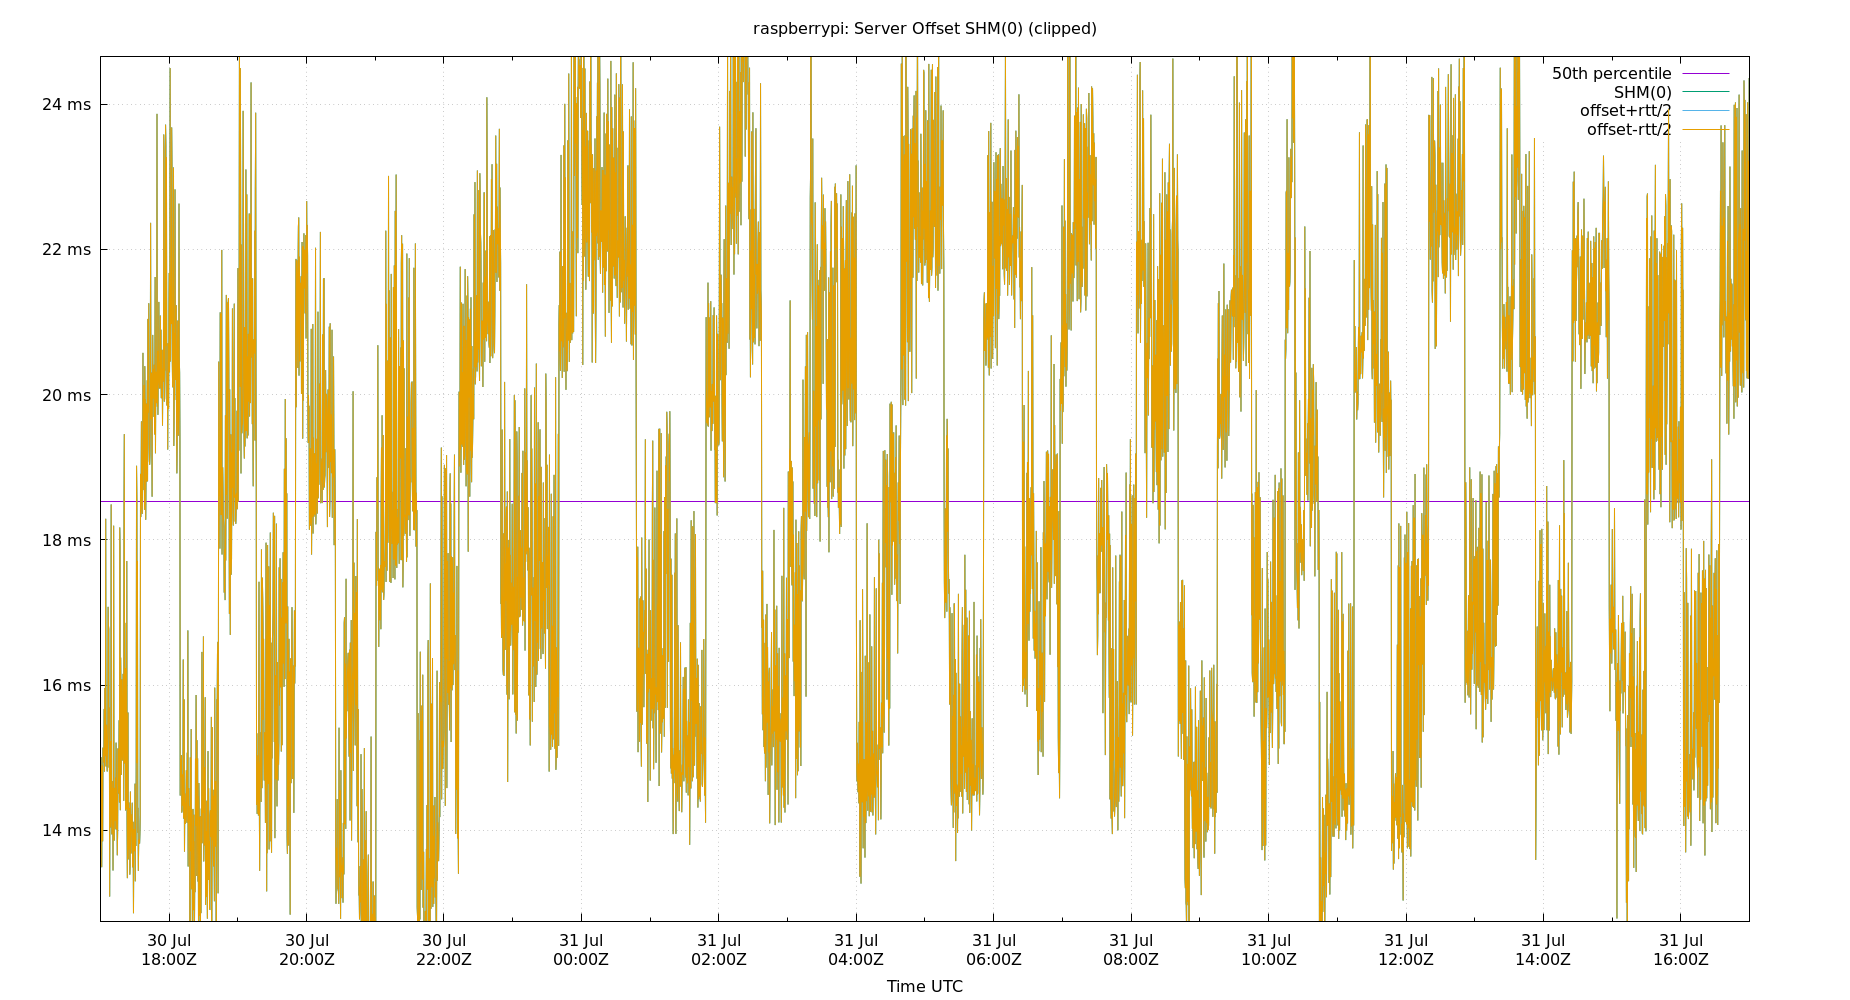 raspberrypi: Server Offset SHM(0) (clipped)
50th percentile
SHM(0)
offset+rtt/2
offset-rtt/2
24 ms
22 ms
20 ms
18 ms
16 ms
14 ms
30 Jul 30 Jul 30 Jul 31 Jul 31 Jul 31 Jul 31 Jul 31 Jul 31 Jul 31 Jul 31 Jul 31 Jul
18:00Z 20:00Z 22:00Z 00:00Z 02:00Z 04:00Z 06:00Z 08:00Z 10:00Z 12:00Z 14:00Z 16:00Z
Time UTC